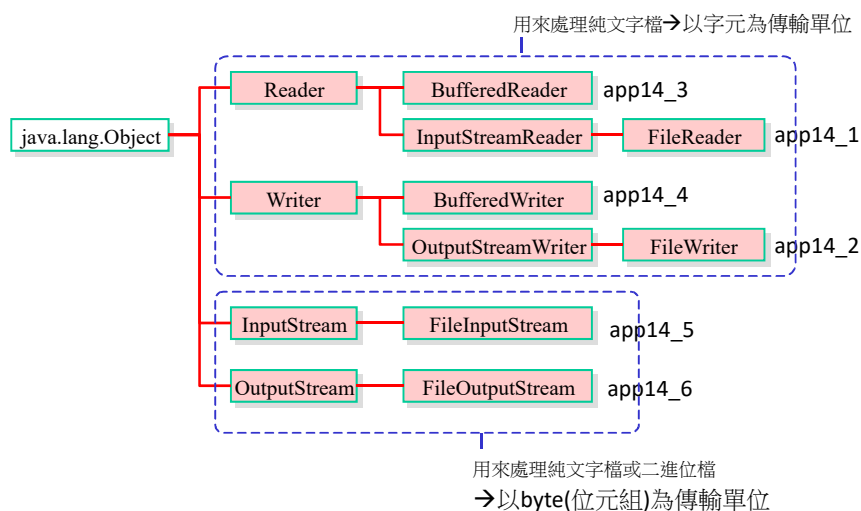 用來處理純文字檔→以字元為傳輸單位
Reader
BufferedReader
app14_3
java.lang.Object
InputStreamReader
FileReader
app14_1
Writer
BufferedWriter
app14_4
OutputStreamWriter
FileWriter
app14_2
InputStream
FileInputStream
app14_5
OutputStream
FileOutputStream
app14_6
用來處理純文字檔或二進位檔
→以byte(位元組)為傳輸單位